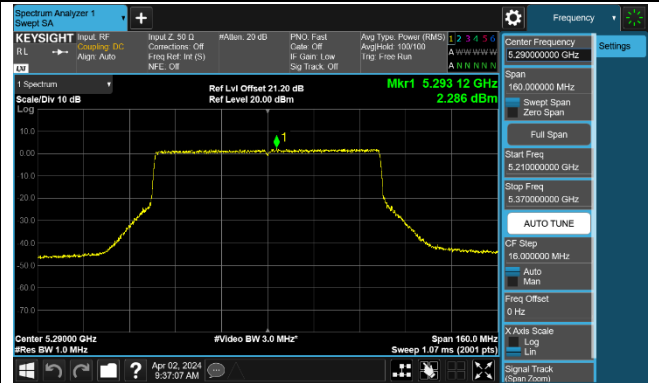 Spectrum Analyzer 1
Swept SA
Frequency
KEYSIGHT
RL
LXI
Input: RF
Coupling: DC
Align: Auto
Input Z: 50 Ω
Corrections: Off
Freq Ref: Int (S)
NFE: Off
#Atten: 20 dB
PNO: Fast
Gate: Off
IF Gain: Low
Sig Track: Off
Avg Type: Power (RMS)
Avg|Hold: 100/100
Trig: Free Run
1 2 3 4 5 6
A W W W W W
A N N N N N
1 Spectrum
Scale/Div 10 dB
Log
Ref Lvl Offset 21.20 dB
Ref Level 20.00 dBm
Mkr1 5.293 12 GHz
2.286 dBm
1
10.0
0.00
-10.0
-20.0
-30.0
-40.0
-50.0
-60.0
-70.0
Center 5.29000 GHz
#Res BW 1.0 MHz
#Video BW 3.0 MHz*
Span 160.0 MHz
Sweep 1.07 ms (2001 pts)
Apr 02, 2024
9:37:07 AM
Center Frequency
5.290000000 GHz
Settings
Span
160.000000 MHz
Swept Span
Zero Span
Full Span
Start Freq
5.210000000 GHz
Stop Freq
5.370000000 GHz
AUTO TUNE
CF Step
16.000000 MHz
Auto
Man
Freq Offset
0 Hz
X Axis Scale
Log
Lin
Signal Track
(Span Zoom)